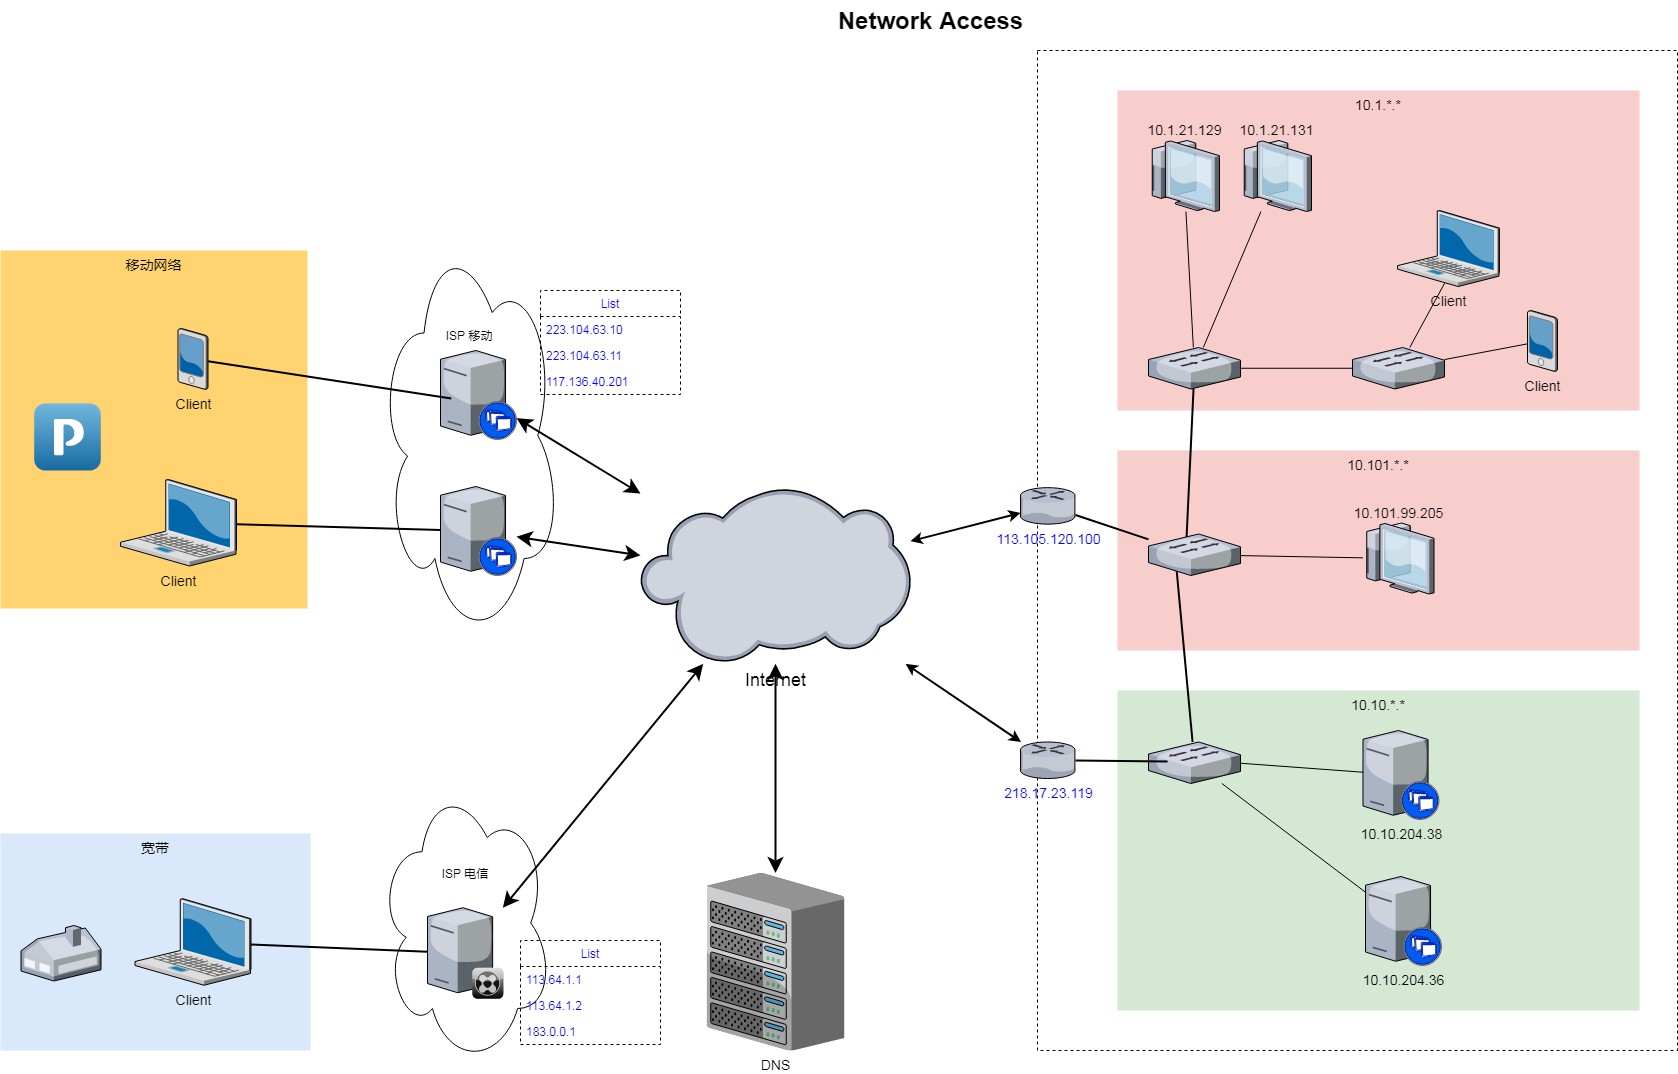 Network Access
10.1.*.*
10.1.21.129
10.1.21.131
Client
Client
移动网络
Client
P
Client
ISP 移动
List
223.104.63.10
223.104.63.11
117.136.40.201
10.101.*.*
10.101.99.205
113.105.120.100
Internet
10.10.*.*
218.17.23.119
10.10.204.38
10.10.204.36
宽带
Client
ISP 电信
List
113.64.1.1
113.64.1.2
183.0.0.1
DNS